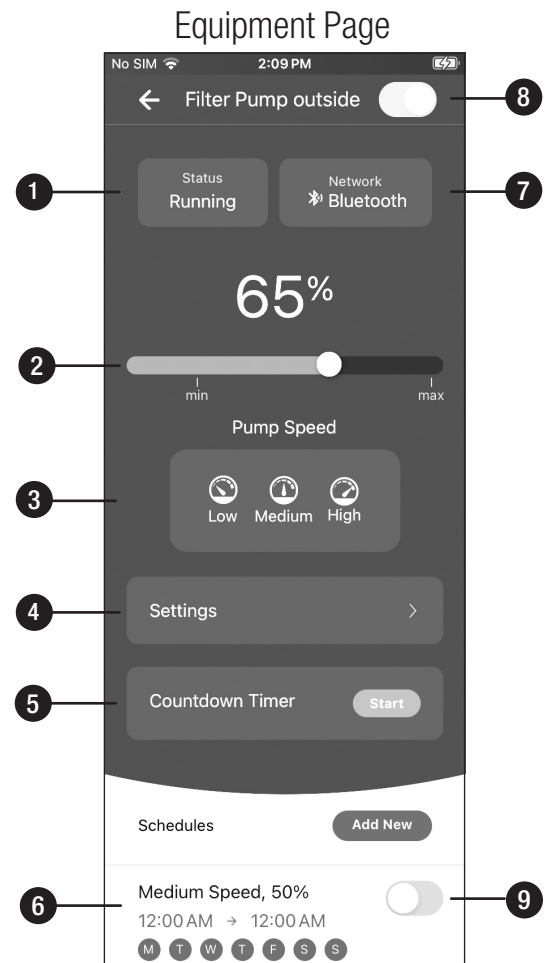 Equipment Page
No SIM 2:09 PM
Filter Pump outside
8
1
Status
Running
Network
Bluetooth
7
65%
2
min max
Pump Speed
3
Low Medium High
4
Settings
5
Countdown Timer Start
Schedules Add New
6
Medium Speed, 50%
9
12:00 AM → 12:00 AM
M T W T F S S